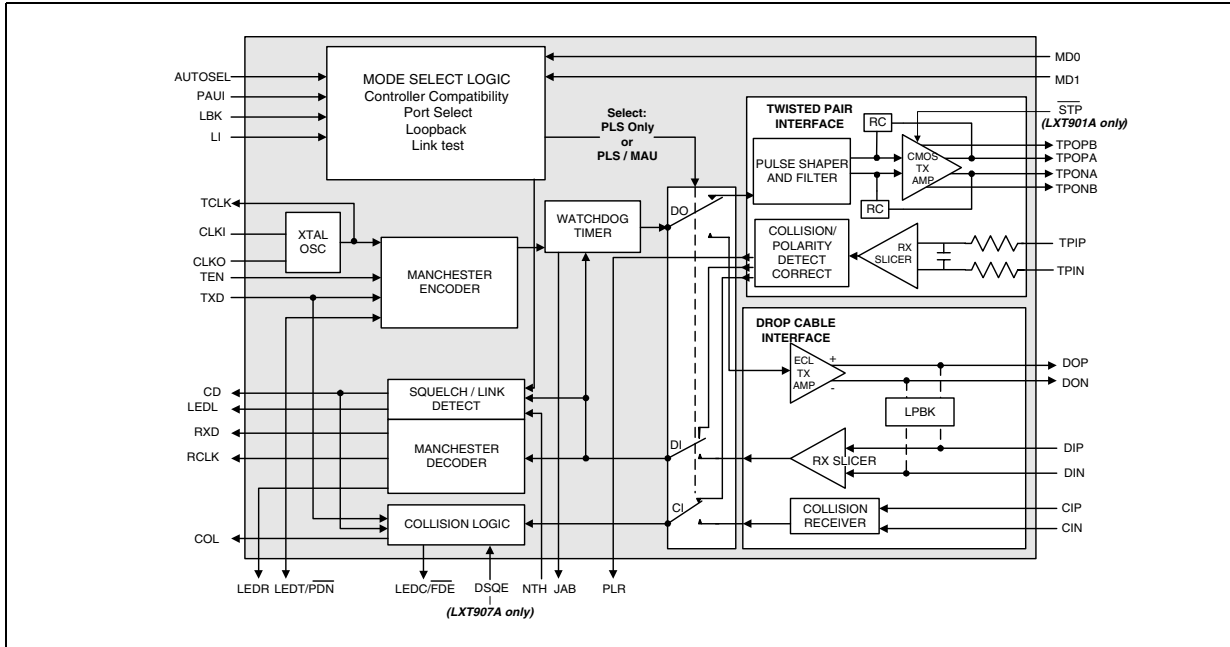 AUTOSEL
PAUI
LBK
LI
MODE SELECT LOGIC
Controller Compatibility
Port Select
Loopback
Link test
MD0
MD1
Select:
PLS Only
or
PLS / MAU
TWISTED PAIR
INTERFACE
S̅T̅P̅
(LXT901A only)
RC
PULSE SHAPER
AND FILTER
CMOS
TX
AMP
RC
TPOPB
TPOPA
TPONA
TPONB
TCLK
CLKI
CLKO
TEN
TXD
XTAL
OSC
MANCHESTER
ENCODER
WATCHDOG
TIMER
DO
COLLISION/
POLARITY
DETECT
CORRECT
RX
SLICER
TPIP
TPIN
DROP CABLE
INTERFACE
ECL
TX
AMP
+
-
DOP
DON
LPBK
CD
LEDL
RXD
RCLK
SQUELCH / LINK
DETECT
MANCHESTER
DECODER
DI
RX SLICER
DIP
DIN
COL
COLLISION LOGIC
CI
COLLISION
RECEIVER
CIP
CIN
LEDR
LEDT/P̅D̅N̅
LEDC/F̅D̅E̅
DSQE
(LXT907A only)
NTH
JAB
PLR